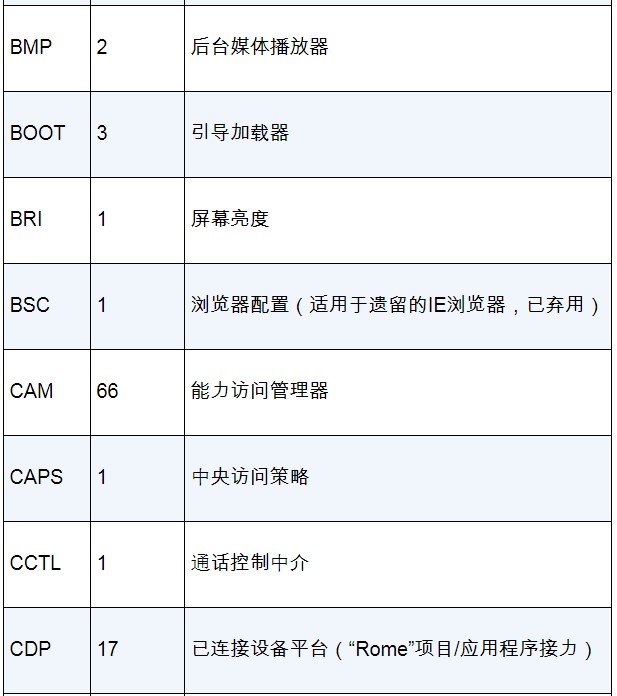 BMP 2 后台媒体播放器
BOOT 3 引导加载器
BRI 1 屏幕亮度
BSC 1 浏览器配置（适用于遗留的IE浏览器，已弃用）
CAM 66 能力访问管理器
CAPS 1 中央访问策略
CCTL 1 通话控制中介
CDP 17 已连接设备平台（“Rome”项目/应用程序接力）